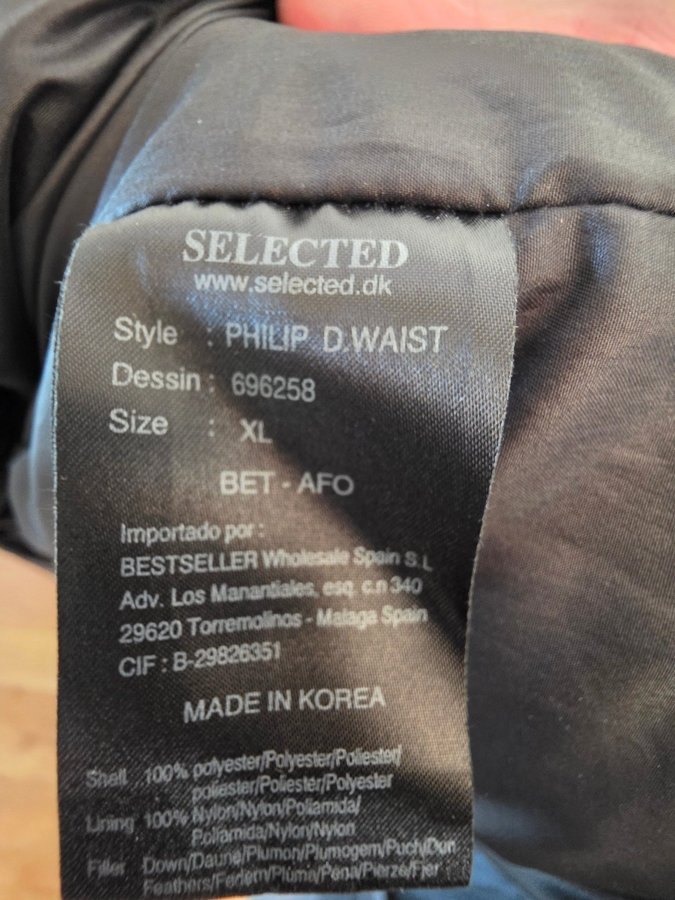 SELECTED
www.selected.dk
Style : PHILIP D.WAIST
Dessin : 696258
Size : XL
BET - AFO
Importado por :
BESTSELLER Wholesale Spain S.L
Adv. Los Manantiales, esq. c.n 340
29620 Torremolinos - Malaga Spain
CIF : B-29826351
MADE IN KOREA
Shell 100% polyester/Polyester/Poliester/
poliester/Poliester/Polyester
Lining 100% Nylon/Nylon/Poliamida/
Poliamida/Nylon/Nylon
Filler Down/Daune/Plumon/Plumogem/Puch/Dun
Feathers/Federn/Pluma/Pena/Pierze/Fjer